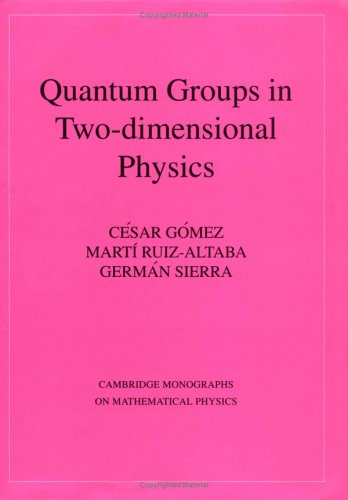 Quantum Groups in
Two-dimensional
Physics
CÉSAR GÓMEZ
MARTÍ RUIZ-ALTABA
GERMÁN SIERRA
CAMBRIDGE MONOGRAPHS
ON MATHEMATICAL PHYSICS